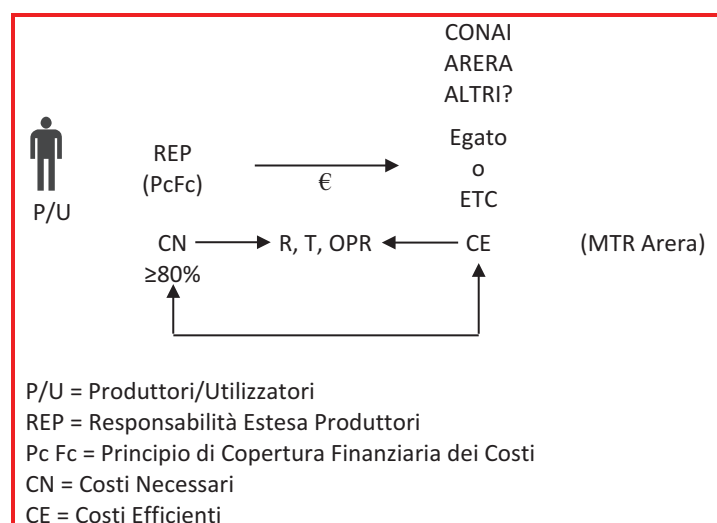 CONAI
ARERA
ALTRI?
REP
(PcFc)
€
Egato
o
ETC
P/U
CN
≥80%
R, T, OPR
CE
(MTR Arera)
P/U = Produttori/Utilizzatori
REP = Responsabilità Estesa Produttori
Pc Fc = Principio di Copertura Finanziaria dei Costi
CN = Costi Necessari
CE = Costi Efficienti